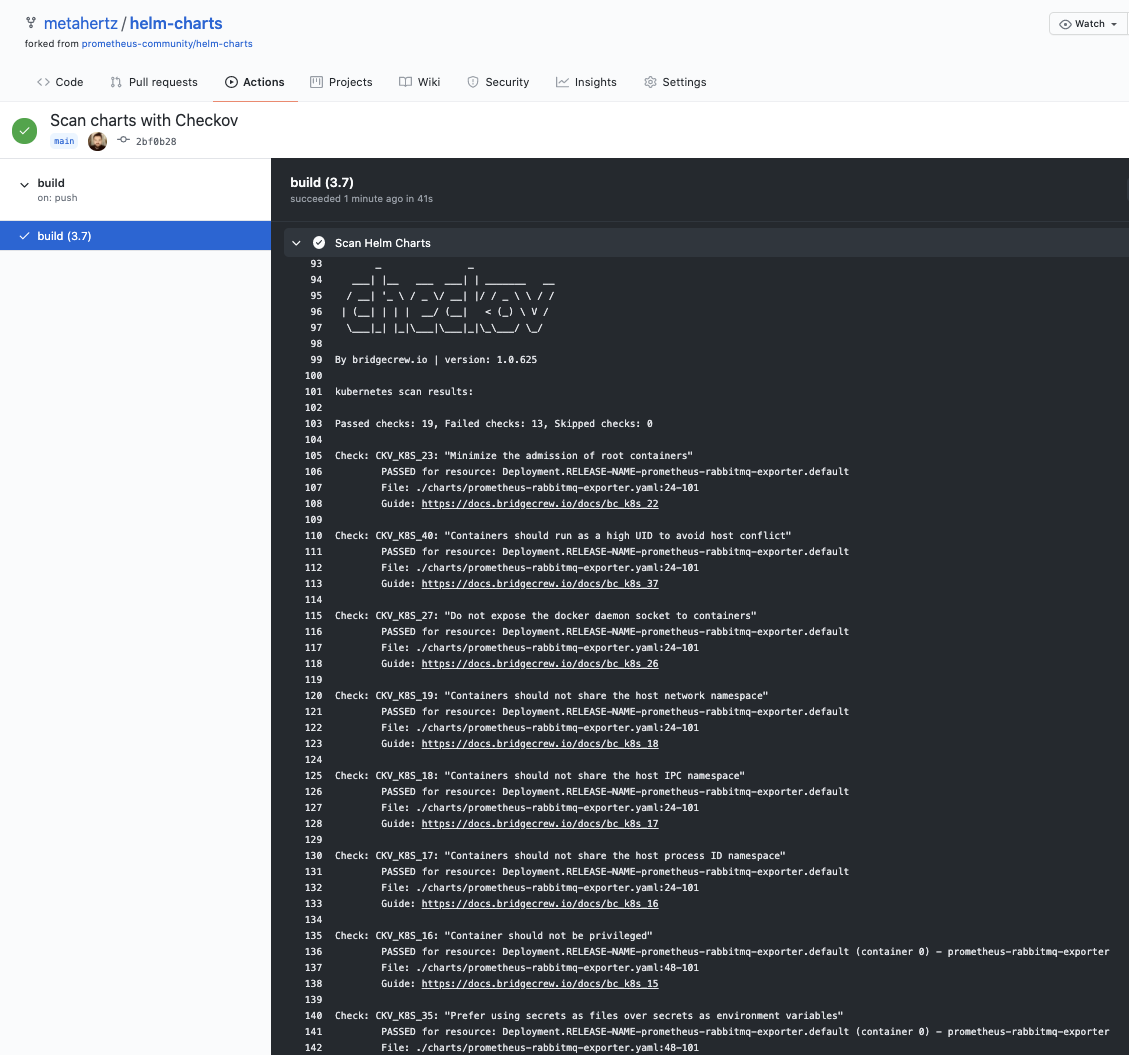 metahertz / helm-charts
Watch
forked from prometheus-community/helm-charts
Code Pull requests Actions Projects Wiki Security Insights Settings
Scan charts with Checkov
main 2bf0b28
build
on: push
build (3.7)
build (3.7)
succeeded 1 minute ago in 41s
Scan Helm Charts
93        _               _
94    ___| |__   ___  ___| | _______   __
95   / __| '_ \ / _ \/ __| |/ / _ \ \ / /
96  | (__| | | |  __/ (__|   < (_) \ V /
97   \___|_| |_|\___|\___|_|\_\___/ \_/
98
99 By bridgecrew.io | version: 1.0.625
100
101 kubernetes scan results:
102
103 Passed checks: 19, Failed checks: 13, Skipped checks: 0
104
105 Check: CKV_K8S_23: "Minimize the admission of root containers"
106 PASSED for resource: Deployment.RELEASE-NAME-prometheus-rabbitmq-exporter.default
107 File: ./charts/prometheus-rabbitmq-exporter.yaml:24-101
108 Guide: https://docs.bridgecrew.io/docs/bc_k8s_22
109
110 Check: CKV_K8S_40: "Containers should run as a high UID to avoid host conflict"
111 PASSED for resource: Deployment.RELEASE-NAME-prometheus-rabbitmq-exporter.default
112 File: ./charts/prometheus-rabbitmq-exporter.yaml:24-101
113 Guide: https://docs.bridgecrew.io/docs/bc_k8s_37
114
115 Check: CKV_K8S_27: "Do not expose the docker daemon socket to containers"
116 PASSED for resource: Deployment.RELEASE-NAME-prometheus-rabbitmq-exporter.default
117 File: ./charts/prometheus-rabbitmq-exporter.yaml:24-101
118 Guide: https://docs.bridgecrew.io/docs/bc_k8s_26
119
120 Check: CKV_K8S_19: "Containers should not share the host network namespace"
121 PASSED for resource: Deployment.RELEASE-NAME-prometheus-rabbitmq-exporter.default
122 File: ./charts/prometheus-rabbitmq-exporter.yaml:24-101
123 Guide: https://docs.bridgecrew.io/docs/bc_k8s_18
124
125 Check: CKV_K8S_18: "Containers should not share the host IPC namespace"
126 PASSED for resource: Deployment.RELEASE-NAME-prometheus-rabbitmq-exporter.default
127 File: ./charts/prometheus-rabbitmq-exporter.yaml:24-101
128 Guide: https://docs.bridgecrew.io/docs/bc_k8s_17
129
130 Check: CKV_K8S_17: "Containers should not share the host process ID namespace"
131 PASSED for resource: Deployment.RELEASE-NAME-prometheus-rabbitmq-exporter.default
132 File: ./charts/prometheus-rabbitmq-exporter.yaml:24-101
133 Guide: https://docs.bridgecrew.io/docs/bc_k8s_16
134
135 Check: CKV_K8S_16: "Container should not be privileged"
136 PASSED for resource: Deployment.RELEASE-NAME-prometheus-rabbitmq-exporter.default (container 0) - prometheus-rabbitmq-exporter
137 File: ./charts/prometheus-rabbitmq-exporter.yaml:48-101
138 Guide: https://docs.bridgecrew.io/docs/bc_k8s_15
139
140 Check: CKV_K8S_35: "Prefer using secrets as files over secrets as environment variables"
141 PASSED for resource: Deployment.RELEASE-NAME-prometheus-rabbitmq-exporter.default (container 0) - prometheus-rabbitmq-exporter
142 File: ./charts/prometheus-rabbitmq-exporter.yaml:48-101